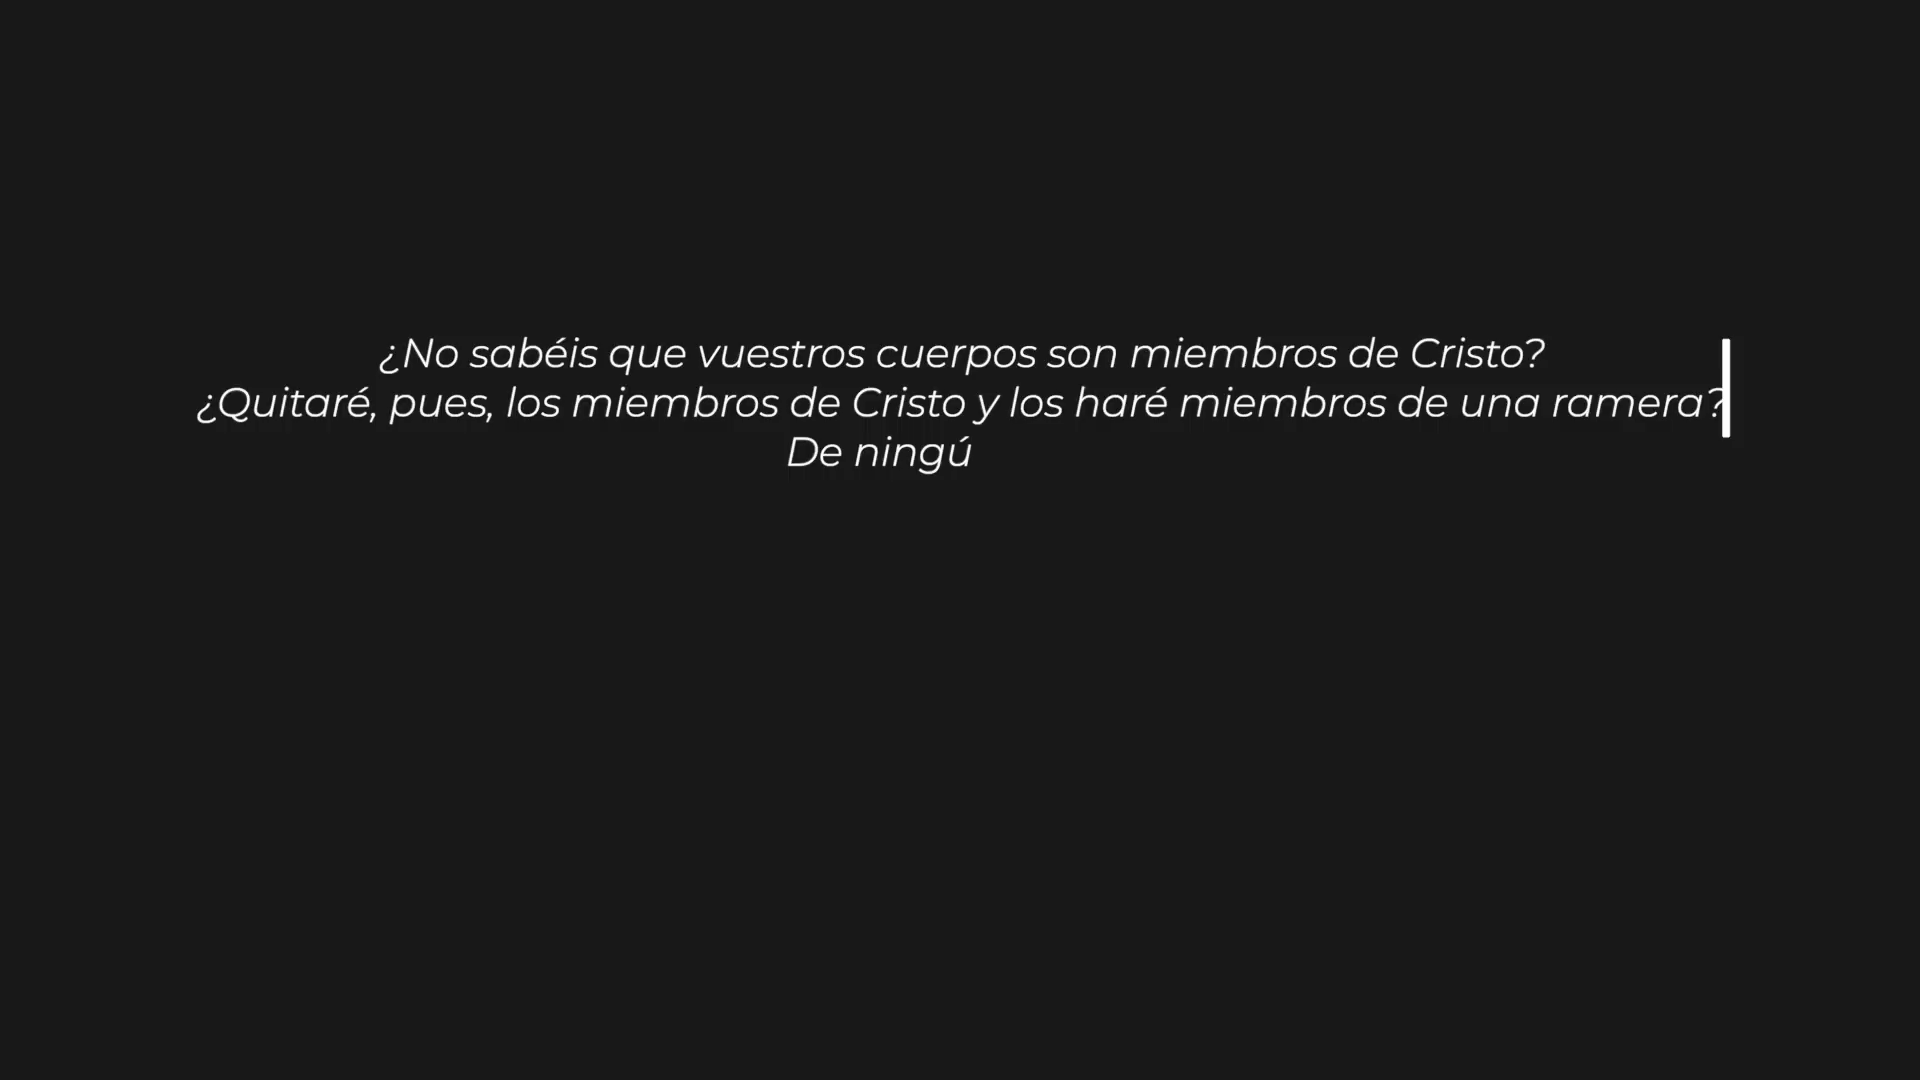 ¿No sabéis que vuestros cuerpos son miembros de Cristo?
¿Quitaré, pues, los miembros de Cristo y los haré miembros de una ramera?
De ningú